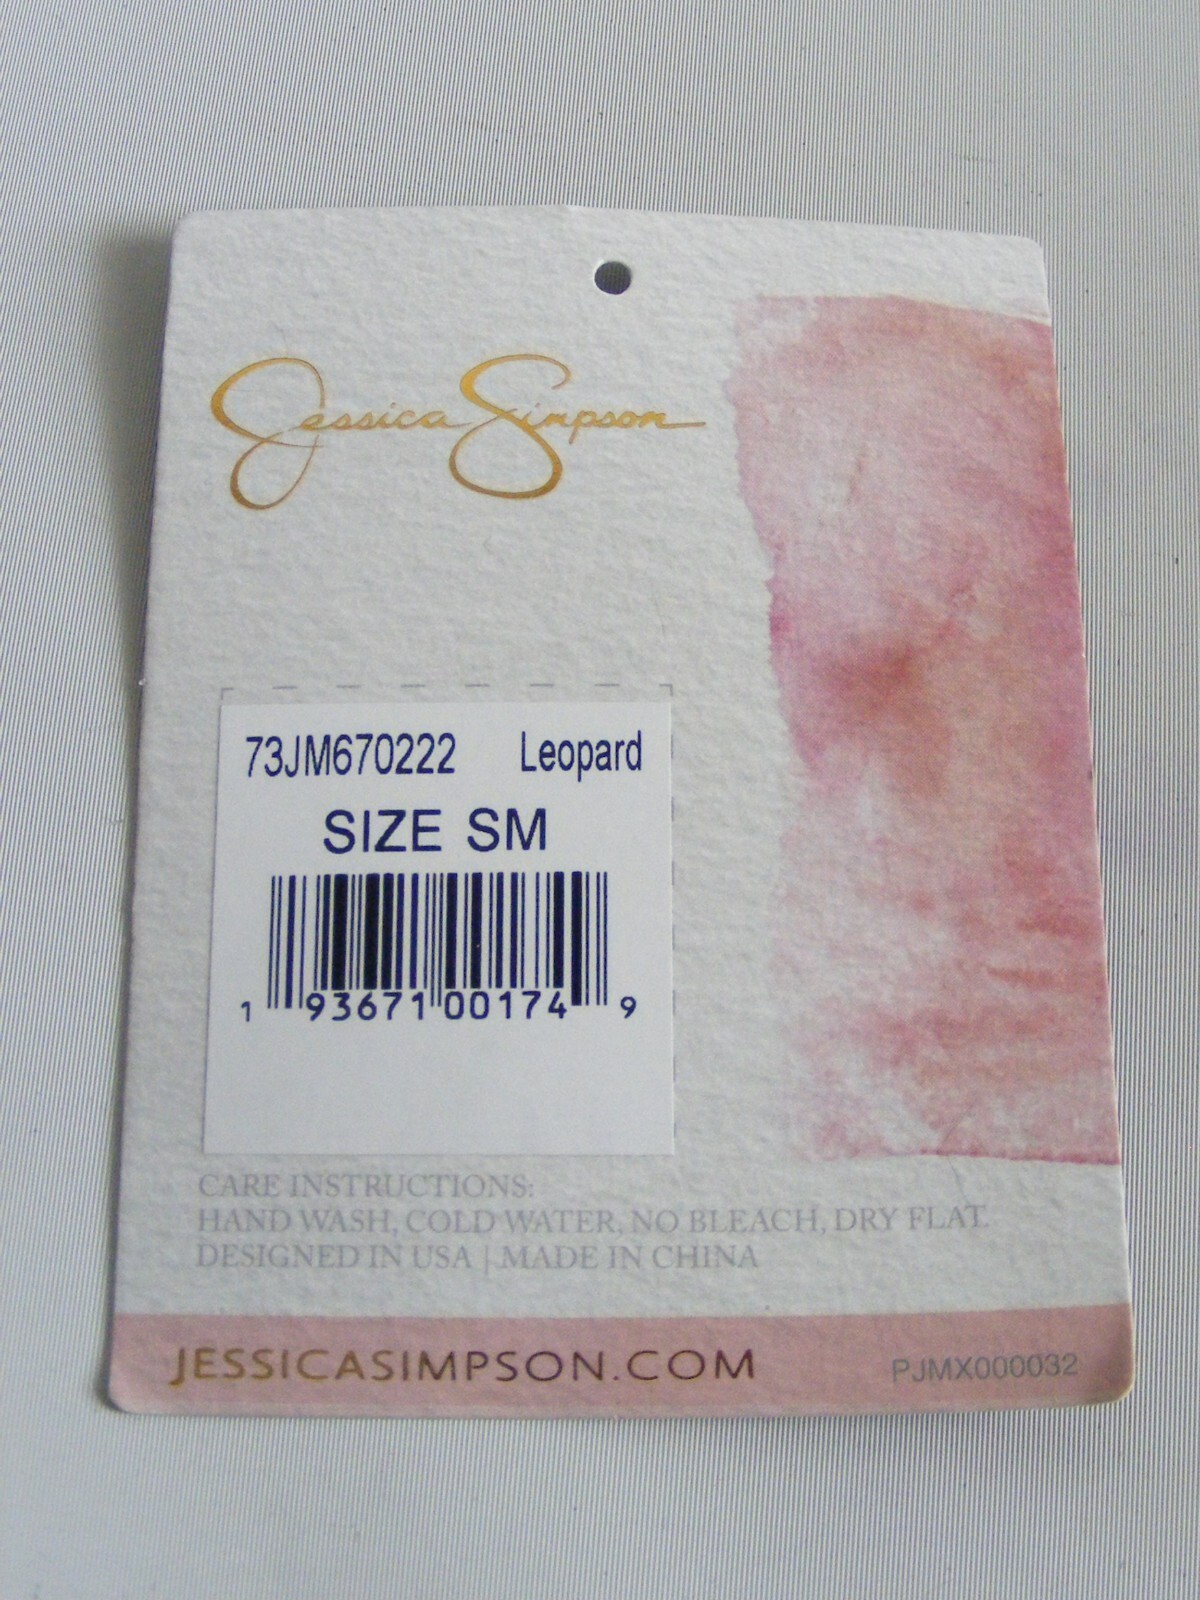 Jessica Simpson
73JM670222 Leopard
SIZE SM
1 93671 00174 9
CARE INSTRUCTIONS:
HAND WASH, COLD WATER, NO BLEACH, DRY FLAT.
DESIGNED IN USA | MADE IN CHINA
JESSICASIMPSON.COM PJMX000032